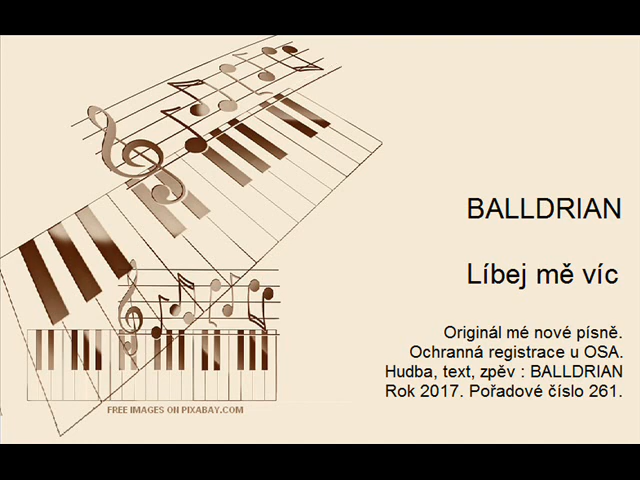 BALLDRIAN
Líbej mě víc
Originál mé nové písně.
Ochranná registrace u OSA.
Hudba, text, zpěv : BALLDRIAN
Rok 2017. Pořadové číslo 261.
FREE IMAGES ON PIXABAY.COM